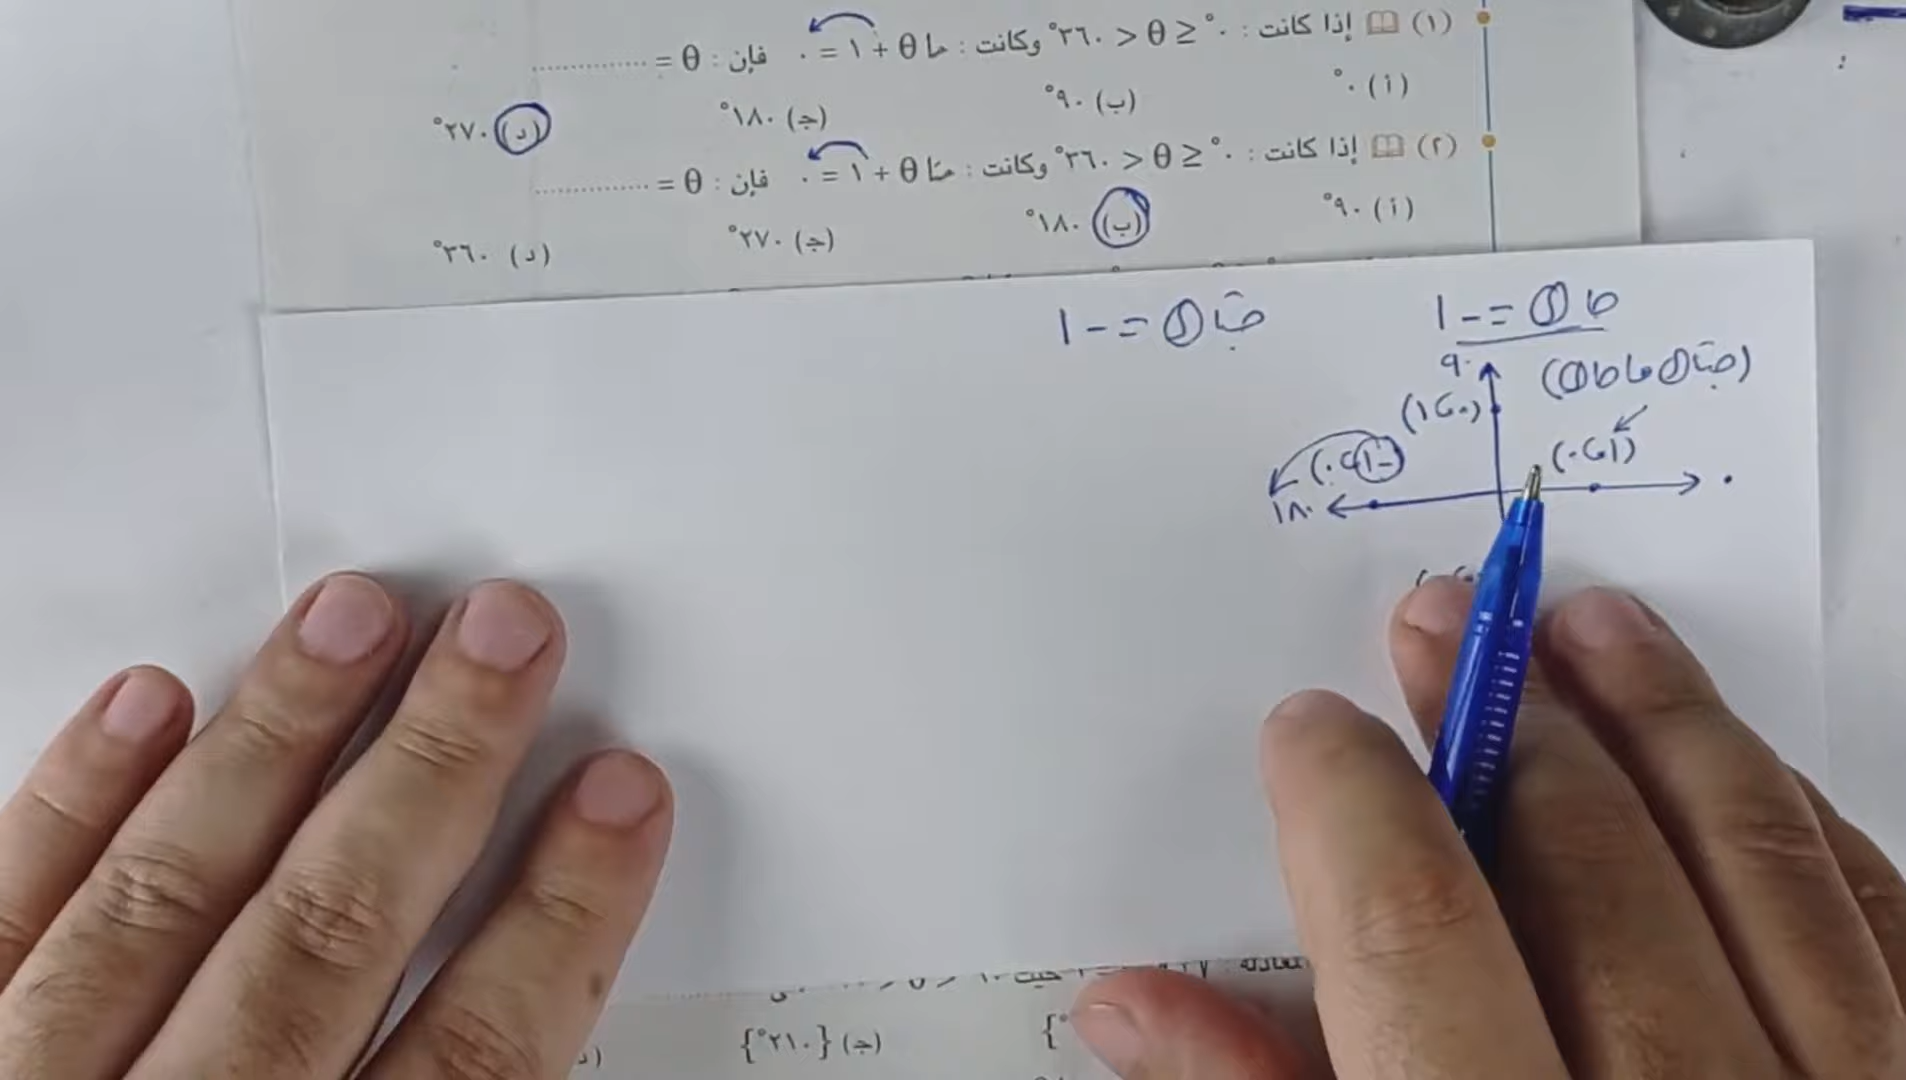 (١) إذا كانت : ٠° ≤ θ < ٣٦٠° وكانت : حا θ + ١ = ٠ فإن : θ = ..............
(أ) ٠° (ب) ٩٠° (جـ) ١٨٠° (د) ٢٧٠°
(٢) إذا كانت : ٠° ≤ θ < ٣٦٠° وكانت : حتا θ + ١ = ٠ فإن : θ = ..............
(أ) ٩٠° (ب) ١٨٠° (جـ) ٢٧٠° (د) ٣٦٠°
حا θ = -١
جتا θ = -١
(جتا θ ، حا θ)
٩٠
(٠ ، ١)
(١ ، ٠)
(-١ ، ٠)
٠
١٨٠
(جـ) {٢١٠°}